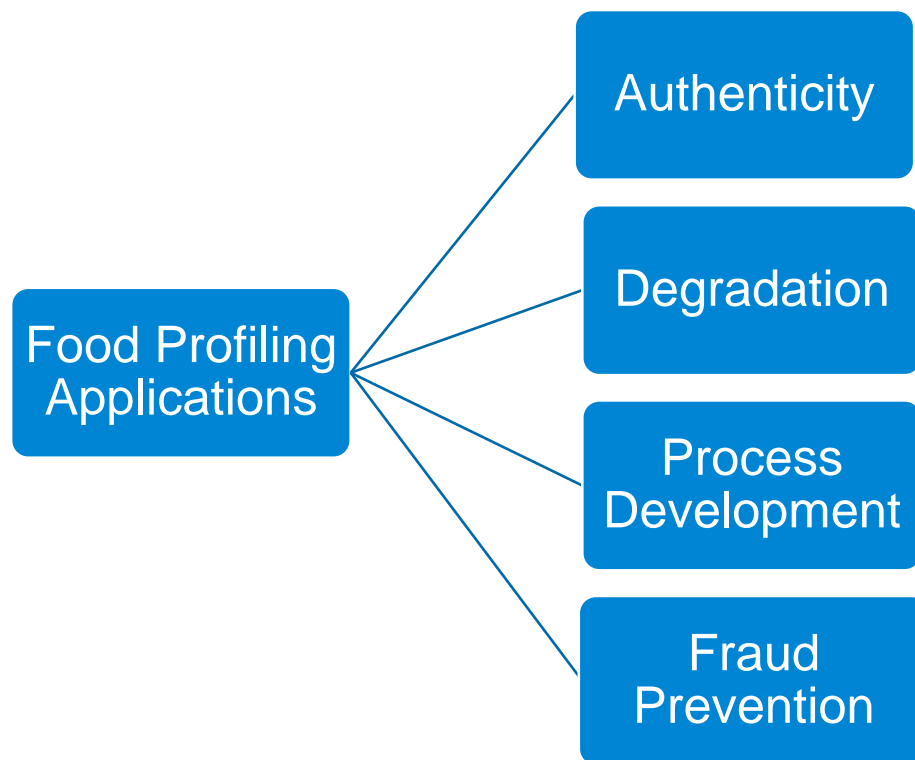 Authenticity
Degradation
Food Profiling
Applications
Process
Development
Fraud
Prevention